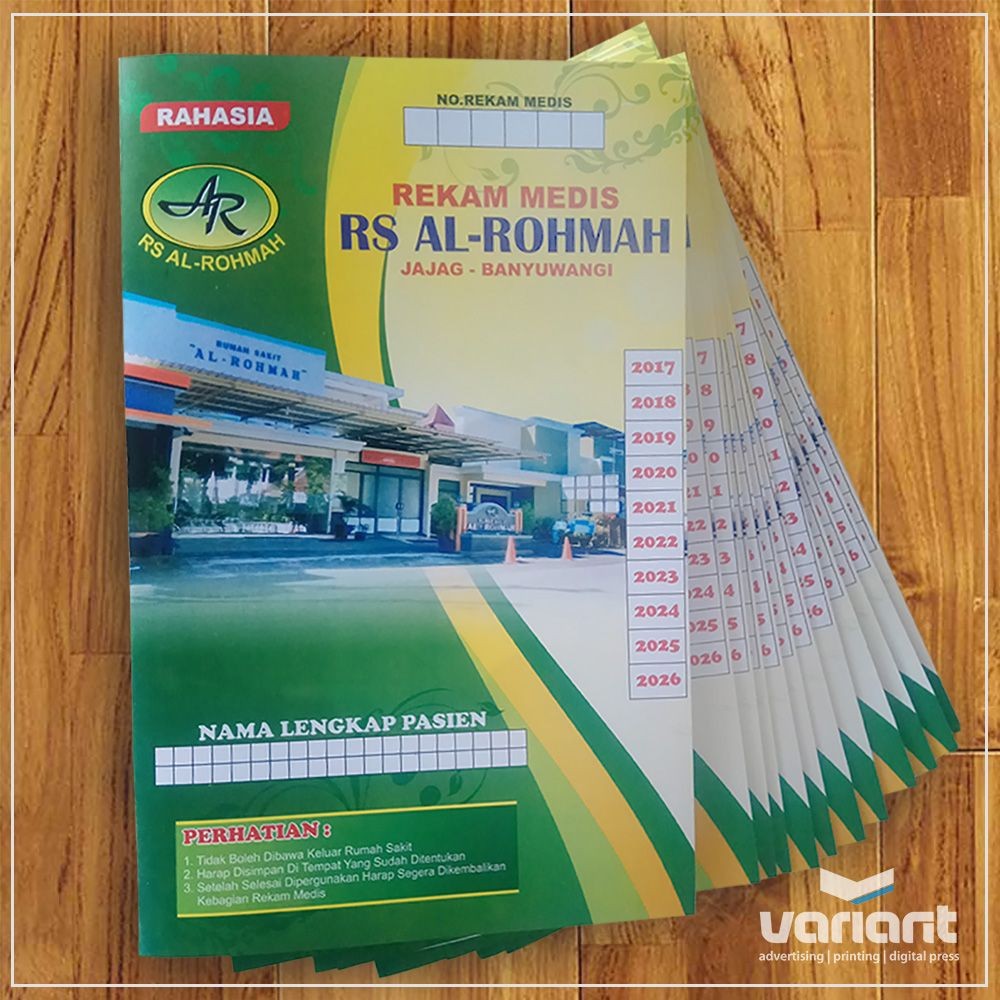 RAHASIA
NO.REKAM MEDIS
AR
RS AL-ROHMAH
REKAM MEDIS
RS AL-ROHMAH
JAJAG - BANYUWANGI
RUMAH SAKIT
"AL-ROHMAH"
AL-ROHMAH
2017
2018
2019
2020
2021
2022
2023
2024
2025
2026
NAMA LENGKAP PASIEN
PERHATIAN :
1. Tidak Boleh Dibawa Keluar Rumah Sakit
2. Harap Disimpan Di Tempat Yang Sudah Ditentukan
3. Setelah Selesai Dipergunakan Harap Segera Dikembalikan
Kebagian Rekam Medis
variant
advertising | printing | digital press